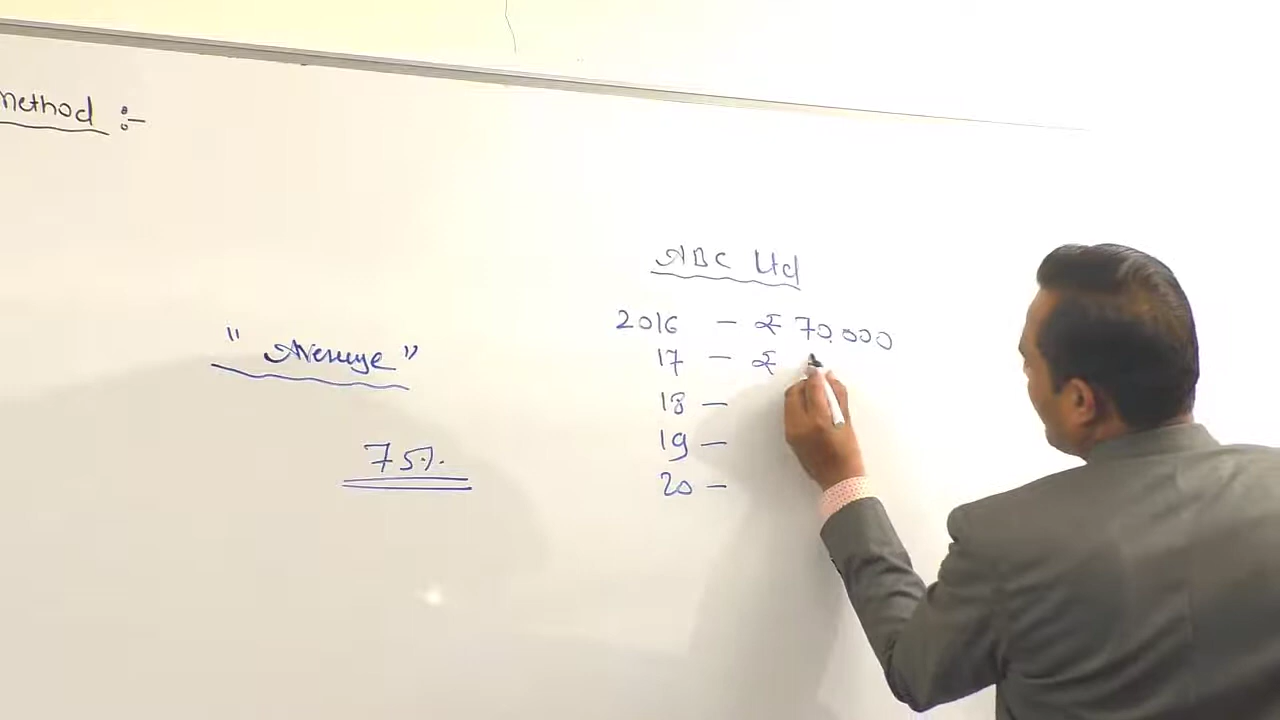 Method :-
ABC Ltd
2016 - ₹ 70,000
17 - ₹
18 -
19 -
20 -
"Average"
75%.